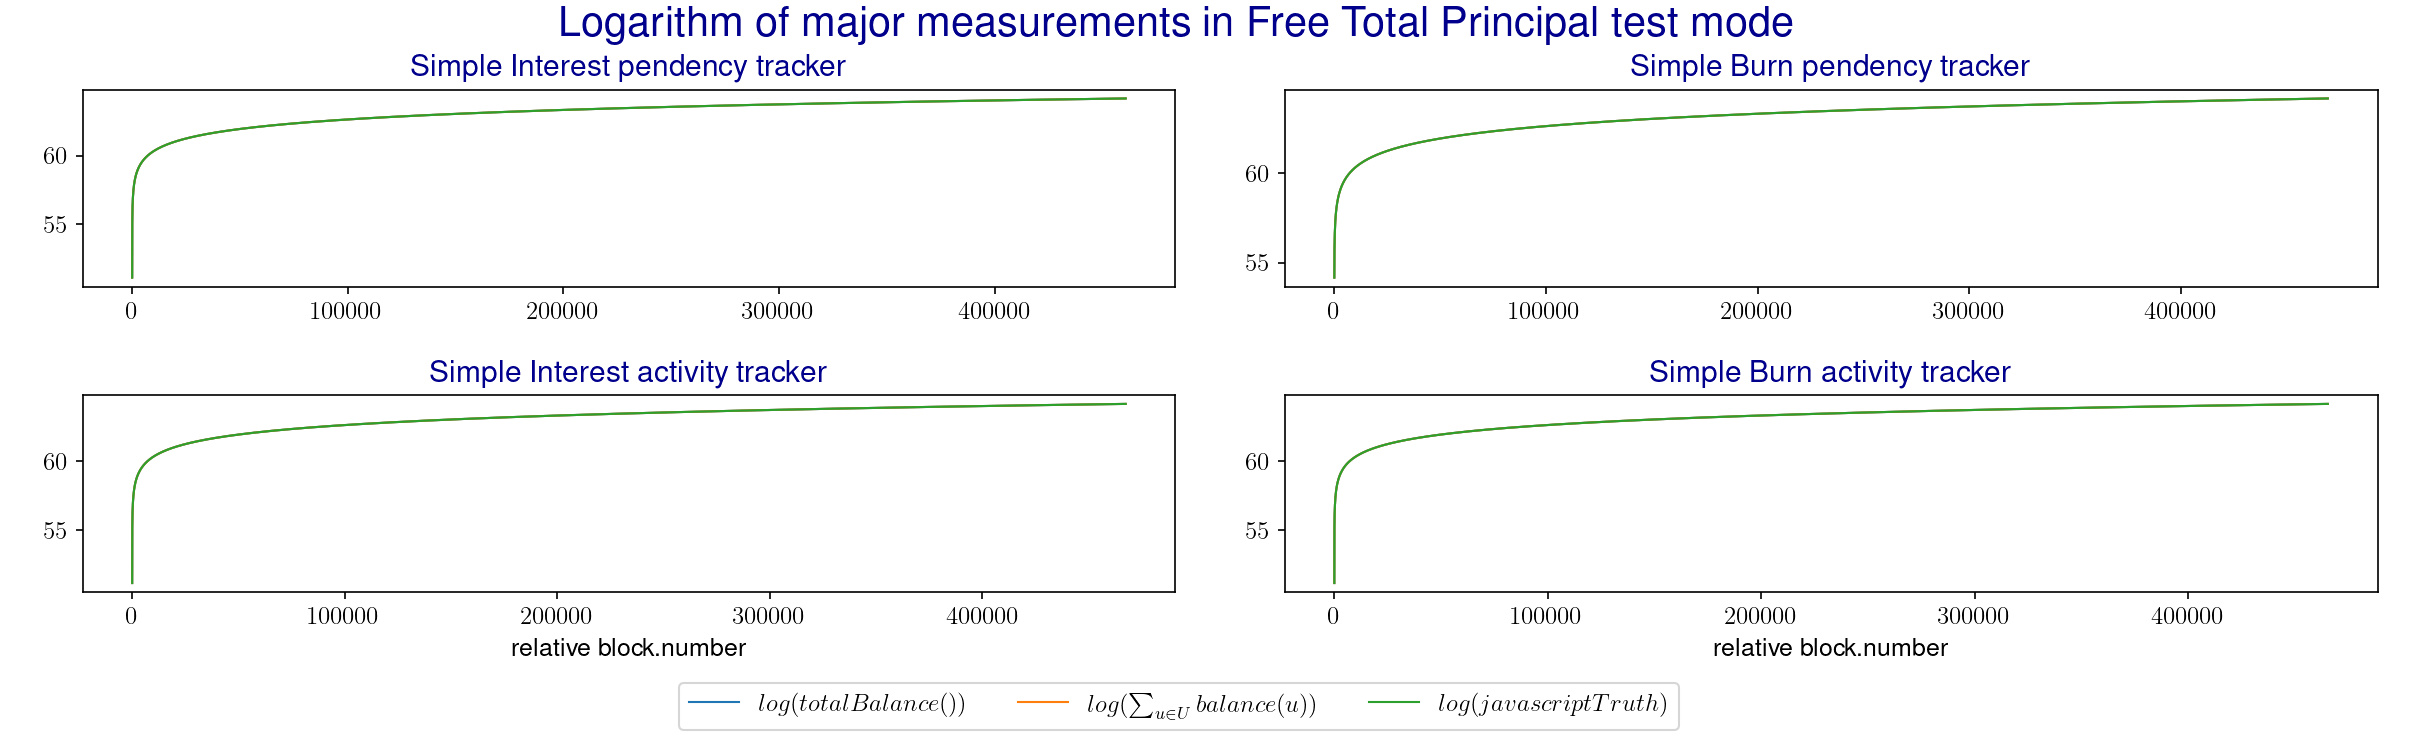 Logarithm of major measurements in Free Total Principal test mode
Simple Interest pendency tracker
60
55
0 100000 200000 300000 400000
Simple Burn pendency tracker
60
55
0 100000 200000 300000 400000
Simple Interest activity tracker
60
55
0 100000 200000 300000 400000
relative block.number
Simple Burn activity tracker
60
55
0 100000 200000 300000 400000
relative block.number
log(totalBalance()) log(∑_{u∈U} balance(u)) log(javascriptTruth)